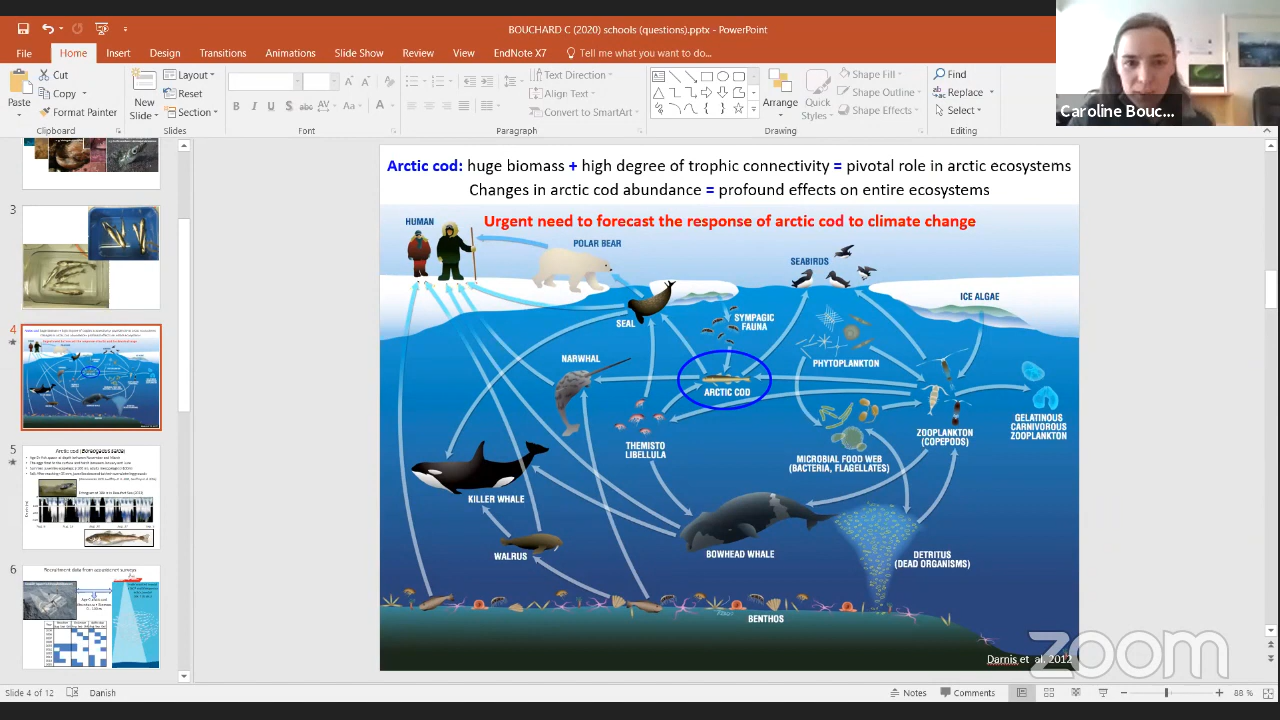 BOUCHARD C (2020) schools (questions).pptx - PowerPoint
File Home Insert Design Transitions Animations Slide Show Review View EndNote X7 Tell me what you want to do...
Paste
Cut
Copy
Format Painter
Clipboard
New
Slide
Layout
Reset
Section
Slides
Font
Text Direction
Align Text
Convert to SmartArt
Paragraph
Arrange
Quick
Styles
Shape Fill
Shape Outline
Shape Effects
Drawing
Find
Replace
Select
Editing
Caroline Bouc...
3
4
5
6
Arctic cod: huge biomass + high degree of trophic connectivity = pivotal role in arctic ecosystems
Changes in arctic cod abundance = profound effects on entire ecosystems
Urgent need to forecast the response of arctic cod to climate change
HUMAN
POLAR BEAR
SEABIRDS
ICE ALGAE
SEAL
SYMPAGIC
FAUNA
NARWHAL
PHYTOPLANKTON
ARCTIC COD
GELATINOUS
CARNIVOROUS
ZOOPLANKTON
ZOOPLANKTON
(COPEPODS)
THEMISTO
LIBELLULA
MICROBIAL FOOD WEB
(BACTERIA, FLAGELLATES)
KILLER WHALE
WALRUS
BOWHEAD WHALE
DETRITUS
(DEAD ORGANISMS)
BENTHOS
Darnis et al. 2012
zoom
Arctic cod (Boreogadus saida)
Recruitment data from acoustic-net surveys
Slide 4 of 12 Danish Notes Comments 88 %